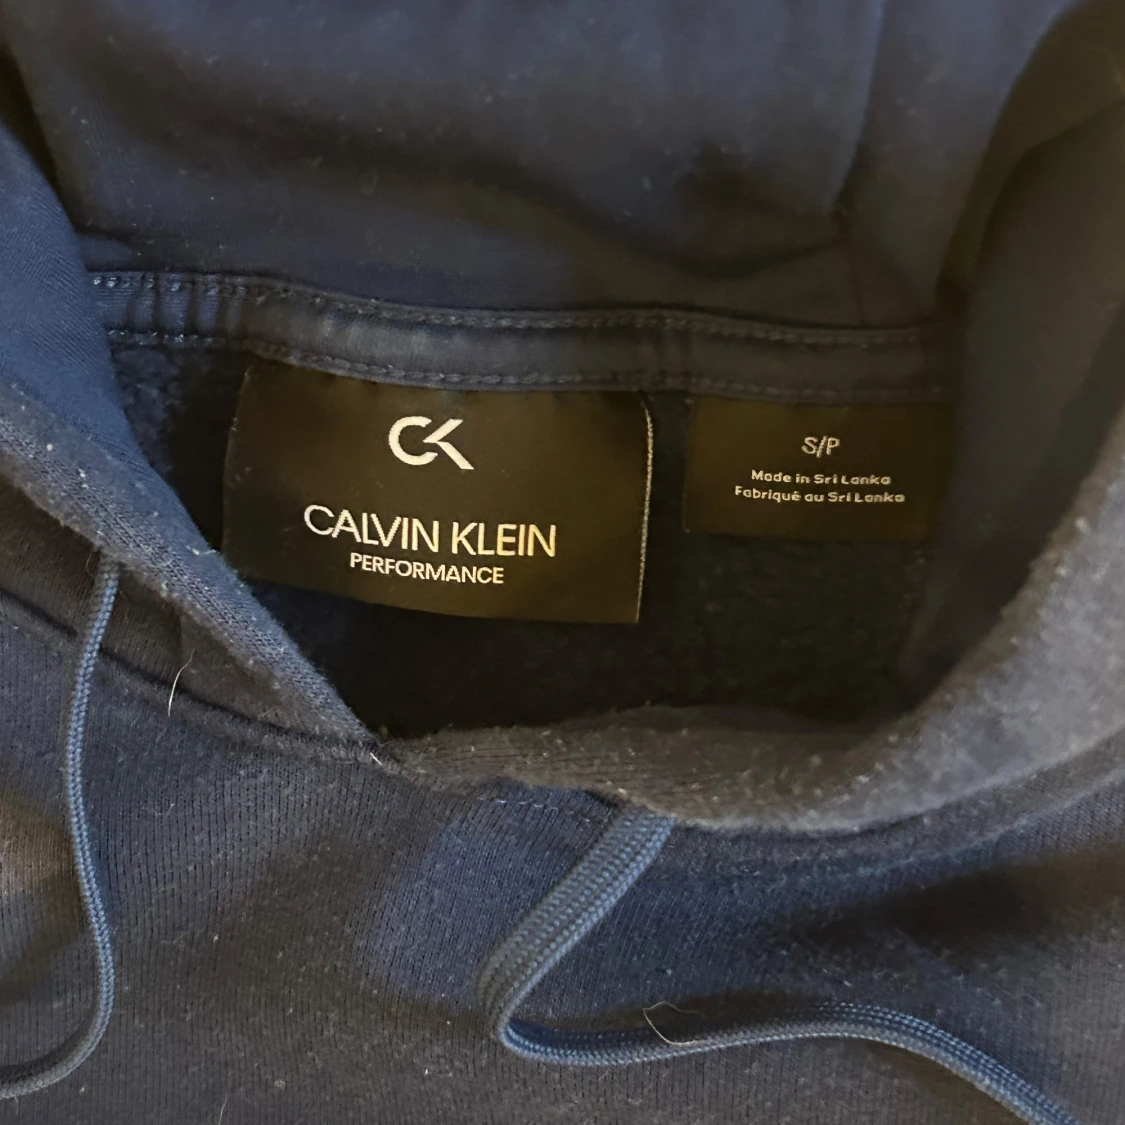 CK
CALVIN KLEIN
PERFORMANCE
S/P
Made in Sri Lanka
Fabriqué au Sri Lanka